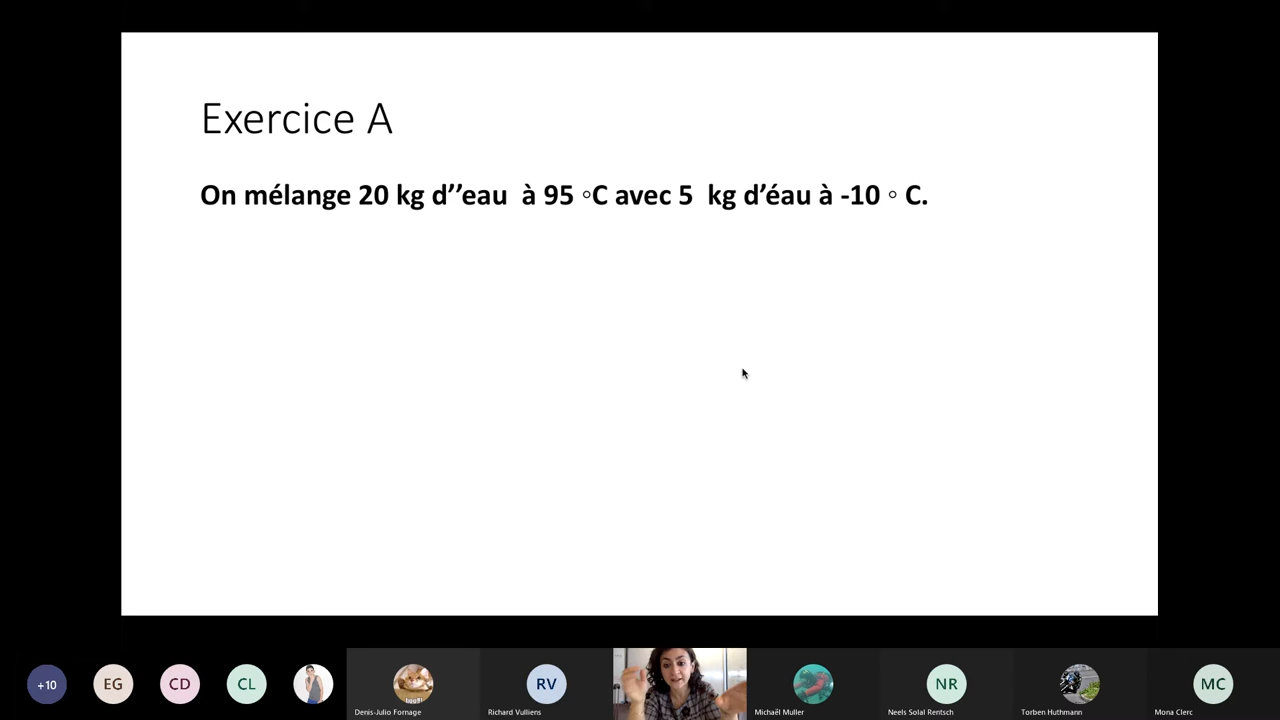 Exercice A
On mélange 20 kg d’’eau  à 95 ◦C avec 5  kg d’éau à -10 ◦ C.
+10
EG
CD
CL
RV
NR
MC
Denis-Julio Fornage
Richard Vulliens
Michaël Muller
Neels Solal Rentsch
Torben Huthmann
Mona Clerc